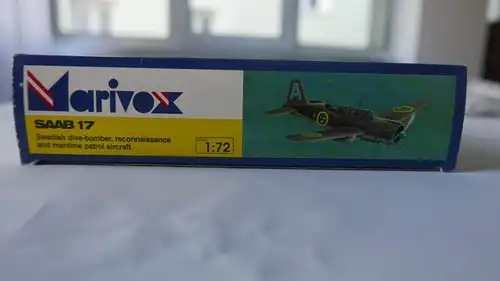 Marivox
SAAB 17
Swedish dive-bomber, reconnaissance
and maritime patrol aircraft.
1:72
A